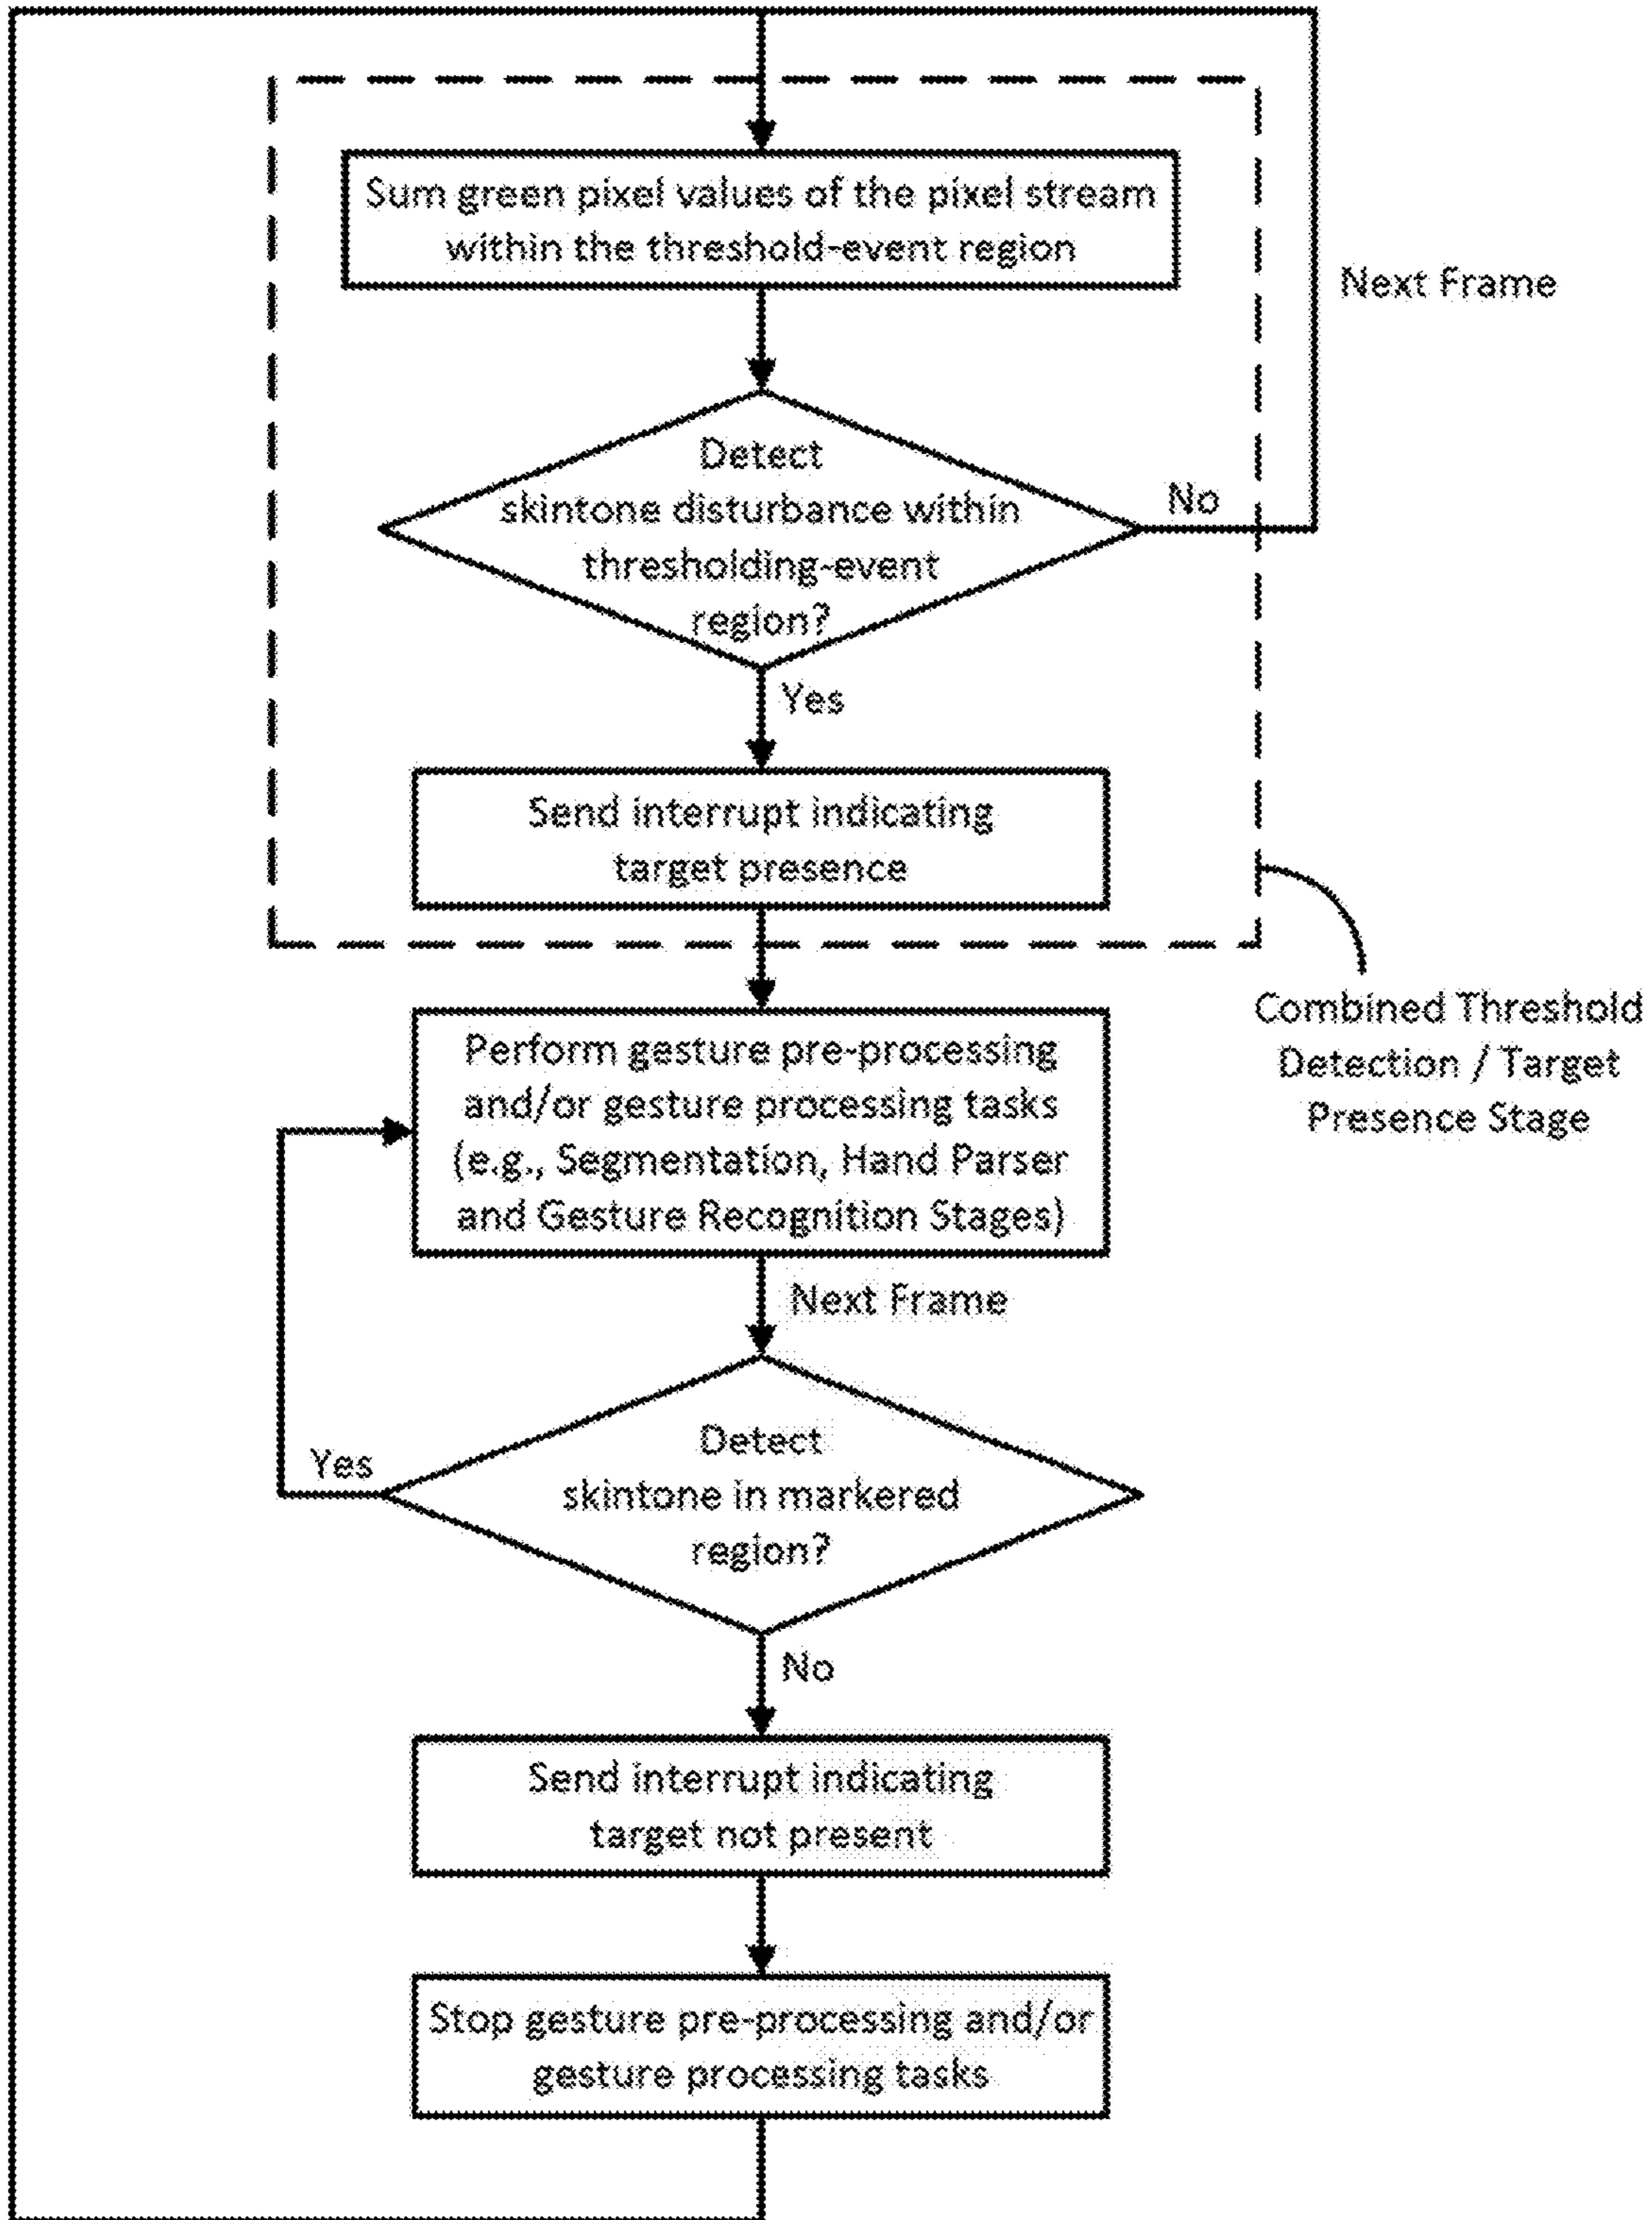 Sum green pixel values of the pixel stream
within the threshold-event region
Next Frame
Detect
skintone disturbance within
thresholding-event
region?
No
Yes
Send interrupt indicating
target presence
Combined Threshold
Detection / Target
Presence Stage
Perform gesture pre-processing
and/or gesture processing tasks
(e.g., Segmentation, Hand Parser
and Gesture Recognition Stages)
Next Frame
Detect
skintone in markered
region?
Yes
No
Send interrupt indicating
target not present
Stop gesture pre-processing and/or
gesture processing tasks